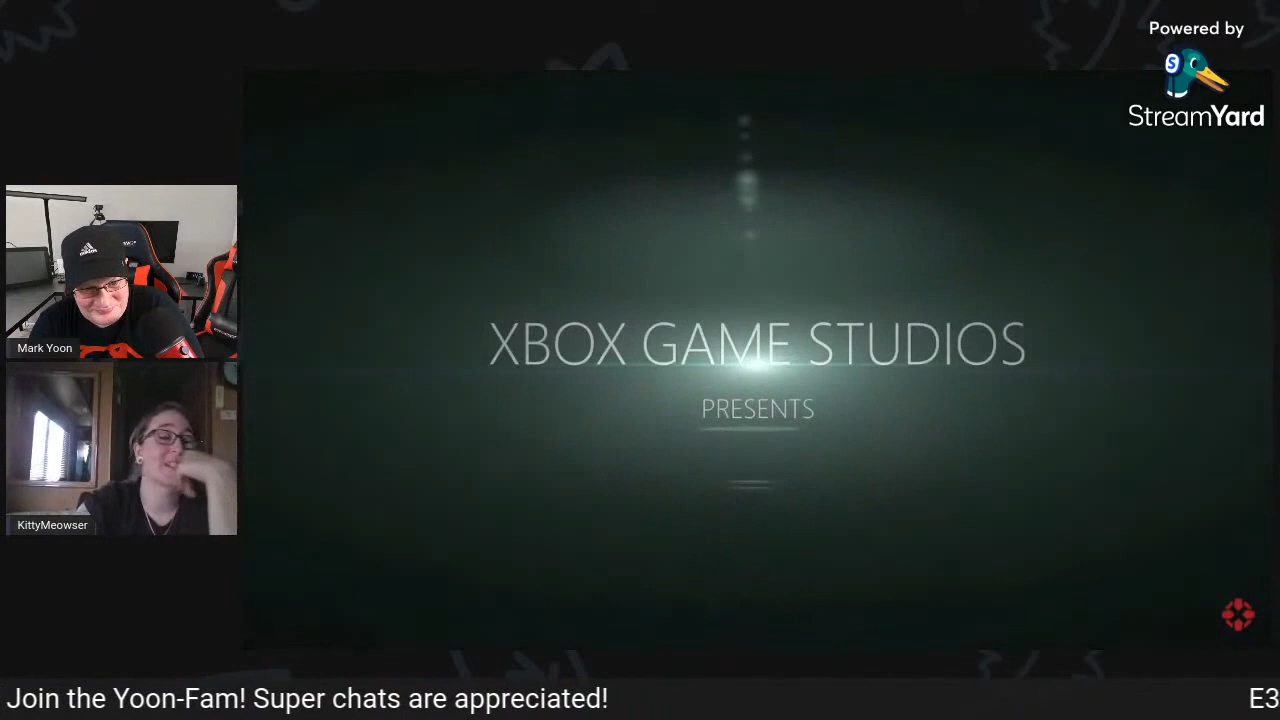 Powered by
StreamYard
S
adidas
XBOX GAME STUDIOS
PRESENTS
Mark Yoon
KittyMeowser
Join the Yoon-Fam! Super chats are appreciated!
E3